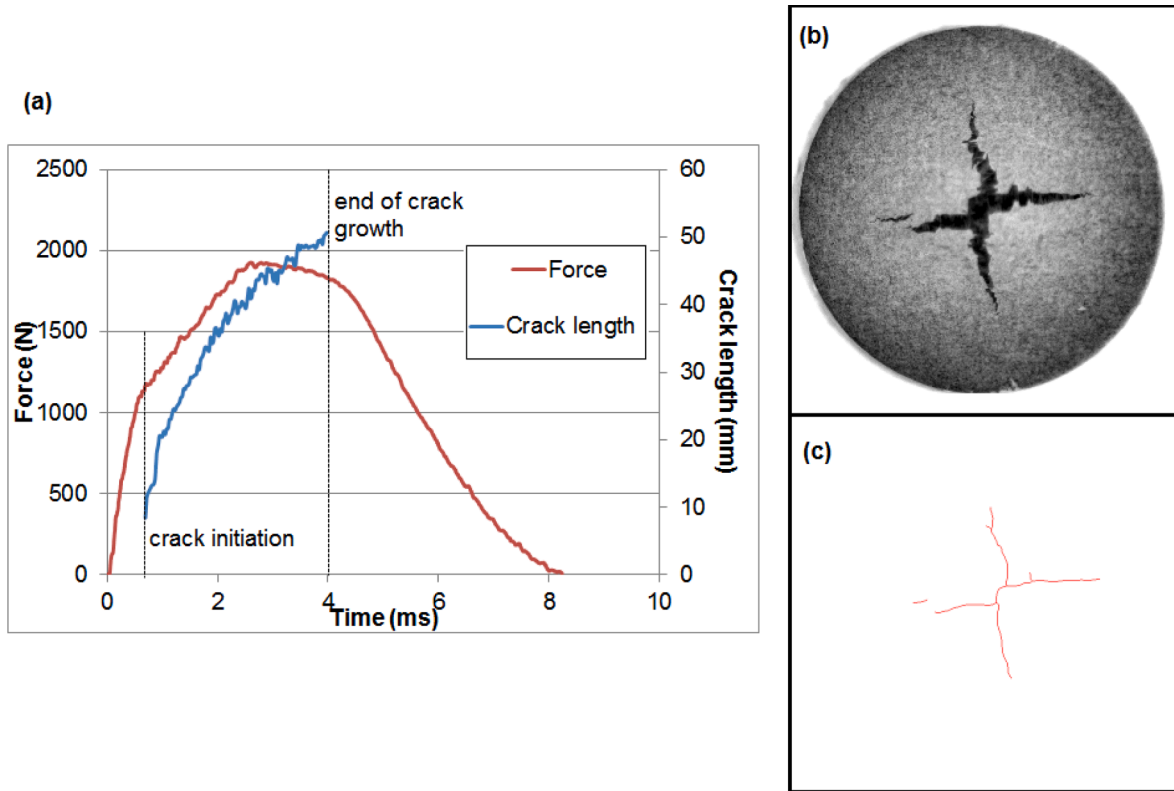 (a)
2500
2000
1500
1000
500
0
Force (N)
0
2
4
6
8
10
Time (ms)
60
50
40
30
20
10
0
Crack length (mm)
end of crack
growth
Force
Crack length
crack initiation
(b)
(c)